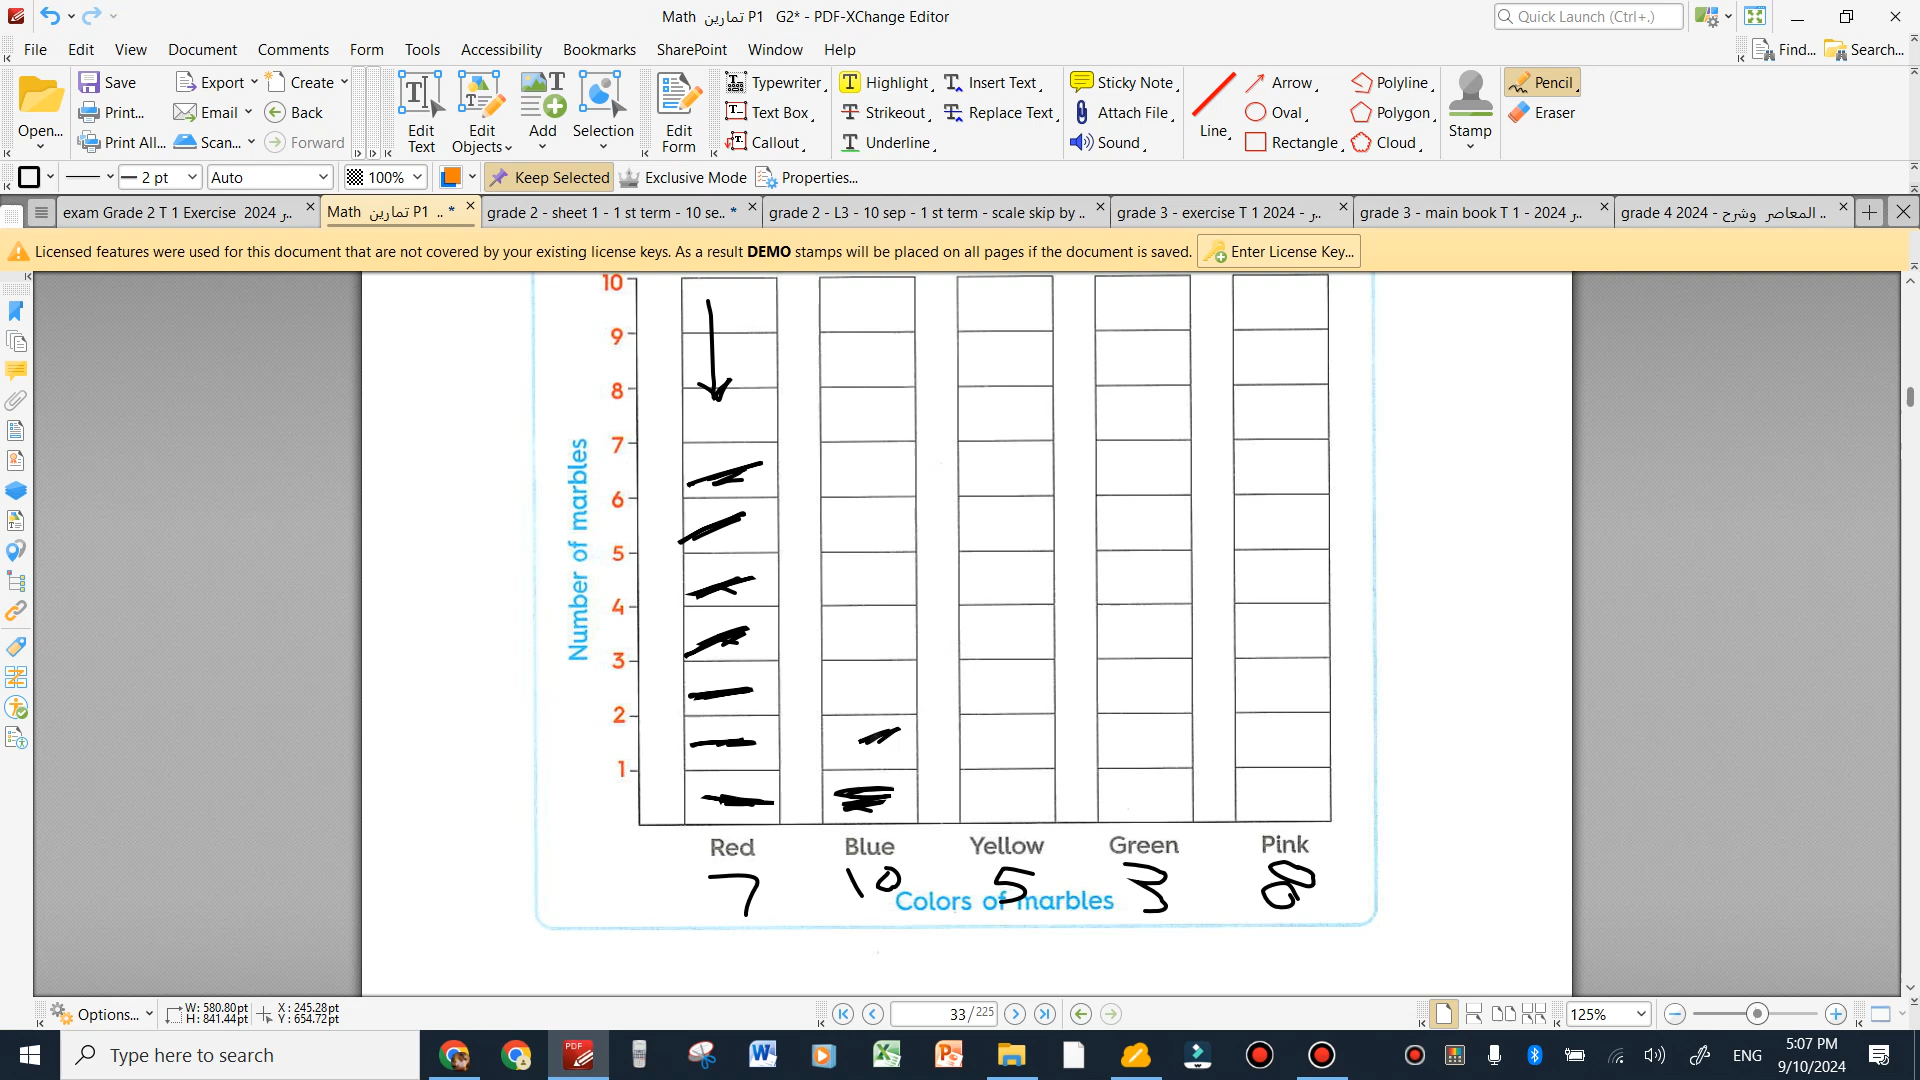 Math تمارين P1 G2* - PDF-XChange Editor
Quick Launch (Ctrl+.)
File Edit View Document Comments Form Tools Accessibility Bookmarks SharePoint Window Help
Find... Search...
Open...
Save
Print...
Print All...
Export
Email
Scan...
Create
Back
Forward
Edit Text
Edit Objects
Add
Selection
Edit Form
Typewriter
Text Box
Callout
Highlight
Strikeout
Underline
Insert Text
Replace Text
Sticky Note
Attach File
Sound
Line
Arrow
Oval
Rectangle
Polyline
Polygon
Cloud
Stamp
Pencil
Eraser
2 pt Auto 100% Keep Selected Exclusive Mode Properties...
exam Grade 2 T 1 Exercise 2024 ر.. × Math تمارين P1 .. * × grade 2 - sheet 1 - 1 st term - 10 se.. * × grade 2 - L3 - 10 sep - 1 st term - scale skip by .. × grade 3 - exercise T 1 2024 - ر.. × grade 3 - main book T 1 - 2024 ر.. × grade 4 2024 - المعاصر وشرح .. ×
Licensed features were used for this document that are not covered by your existing license keys. As a result DEMO stamps will be placed on all pages if the document is saved. Enter License Key...
10
9
8
7
6
5
4
3
2
1
Number of marbles
Red Blue Yellow Green Pink
7 10 5 3 8
Colors of marbles
Options... W: 580.80pt H: 841.44pt X: 245.28pt Y: 654.72pt 33 / 225 125%
Type here to search
PDF
ENG
5:07 PM
9/10/2024